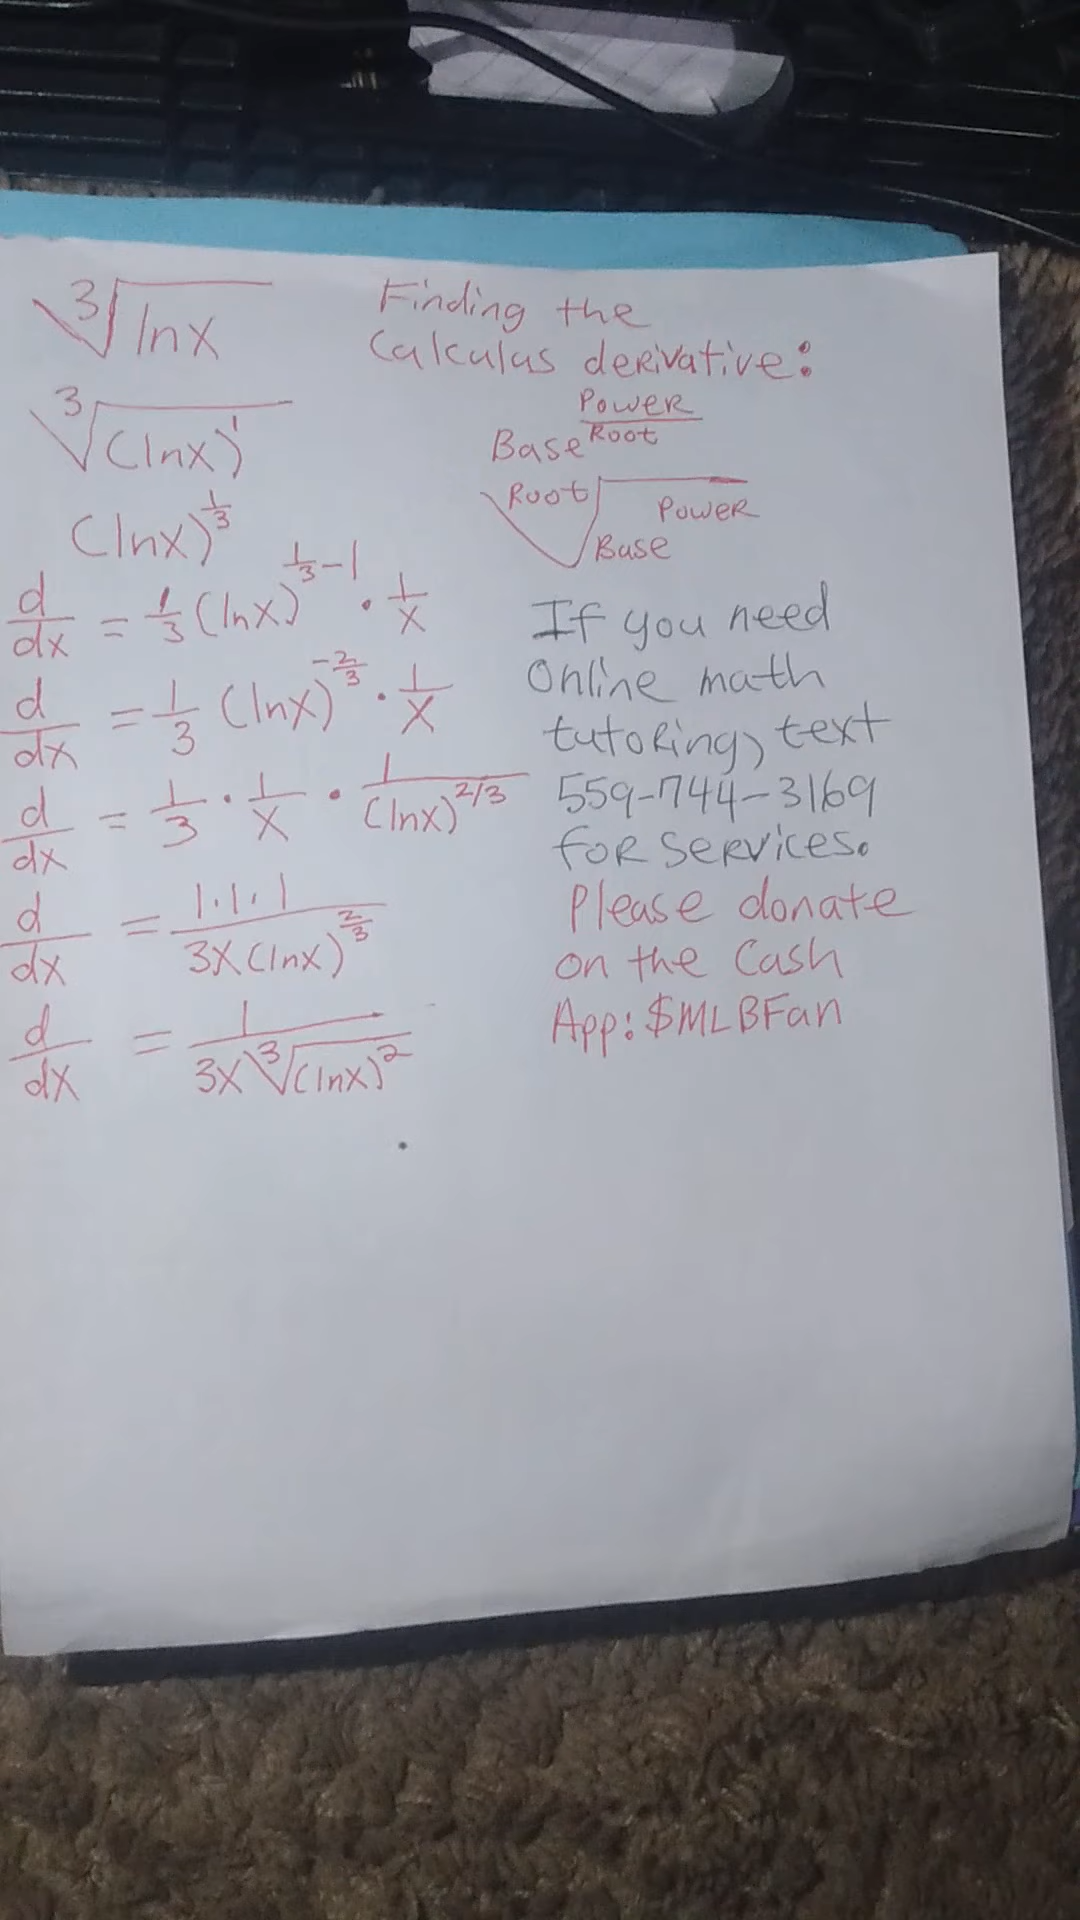 ∛(lnx)
∛((lnx)^1)
(lnx)^(1/3)
d/dx = 1/3 (lnx)^(1/3-1) · 1/x
d/dx = 1/3 (lnx)^(-2/3) · 1/x
d/dx = 1/3 · 1/x · 1/(lnx)^(2/3)
d/dx = 1·1·1/(3x(lnx)^(2/3))
d/dx = 1/(3x∛((lnx)^2))
Finding the
Calculus derivative:
Power
Base Root
Root Power
Base
If you need
Online math
tutoring, text
559-744-3169
for services.
Please donate
on the Cash
App: $MLBFan